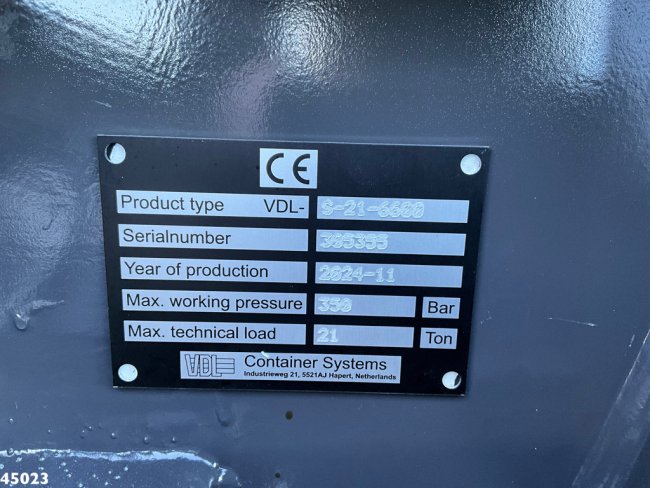 CE
Product type VDL- S-21-6600
Serialnumber 305355
Year of production 2024-11
Max. working pressure 350 Bar
Max. technical load 21 Ton
VDL Container Systems
Industrieweg 21, 5521AJ Hapert, Netherlands
45023